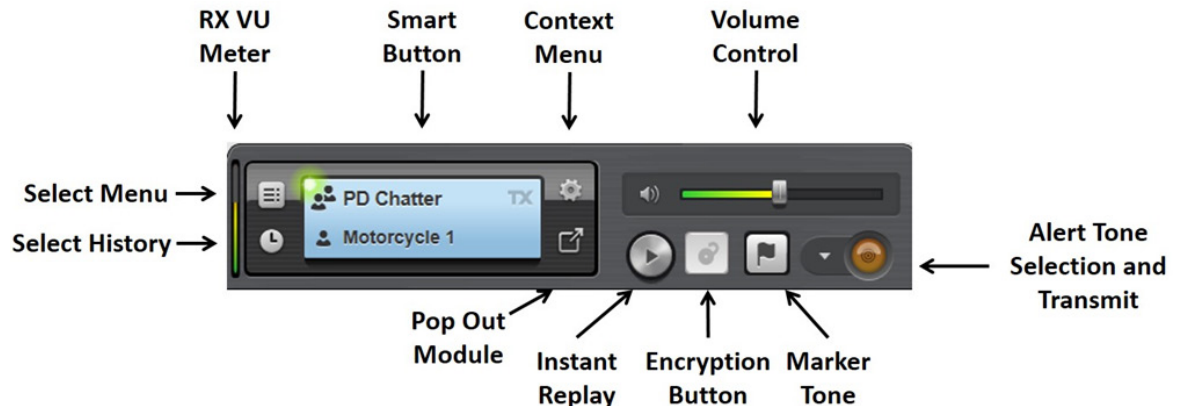 RX VU
Meter
Smart
Button
Context
Menu
Volume
Control
Select Menu
Select History
PD Chatter
TX
Motorcycle 1
Alert Tone
Selection and
Transmit
Pop Out
Module
Instant
Replay
Encryption
Button
Marker
Tone